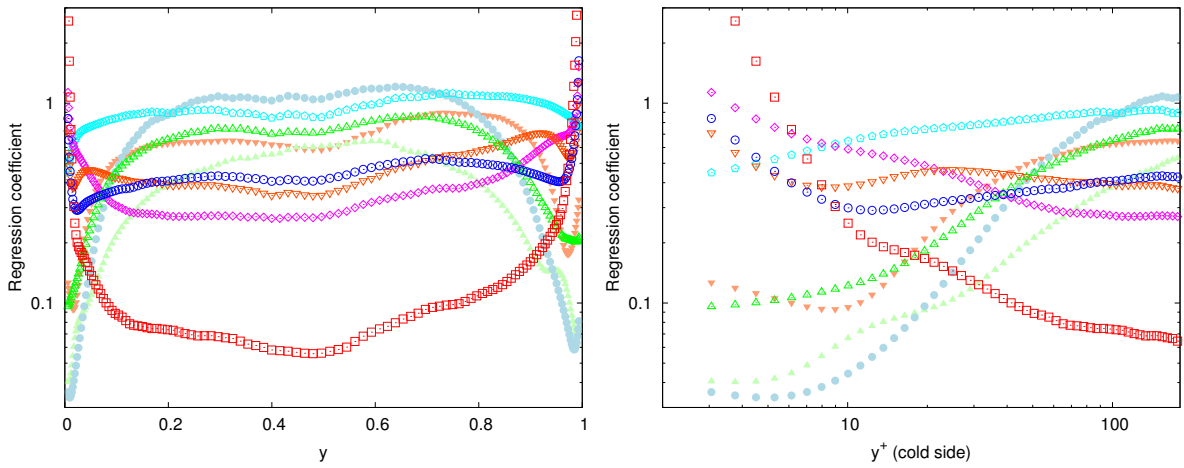 Regression coefficient
1
0.1
0 0.2 0.4 0.6 0.8 1
y
Regression coefficient
1
0.1
10 100
y+ (cold side)